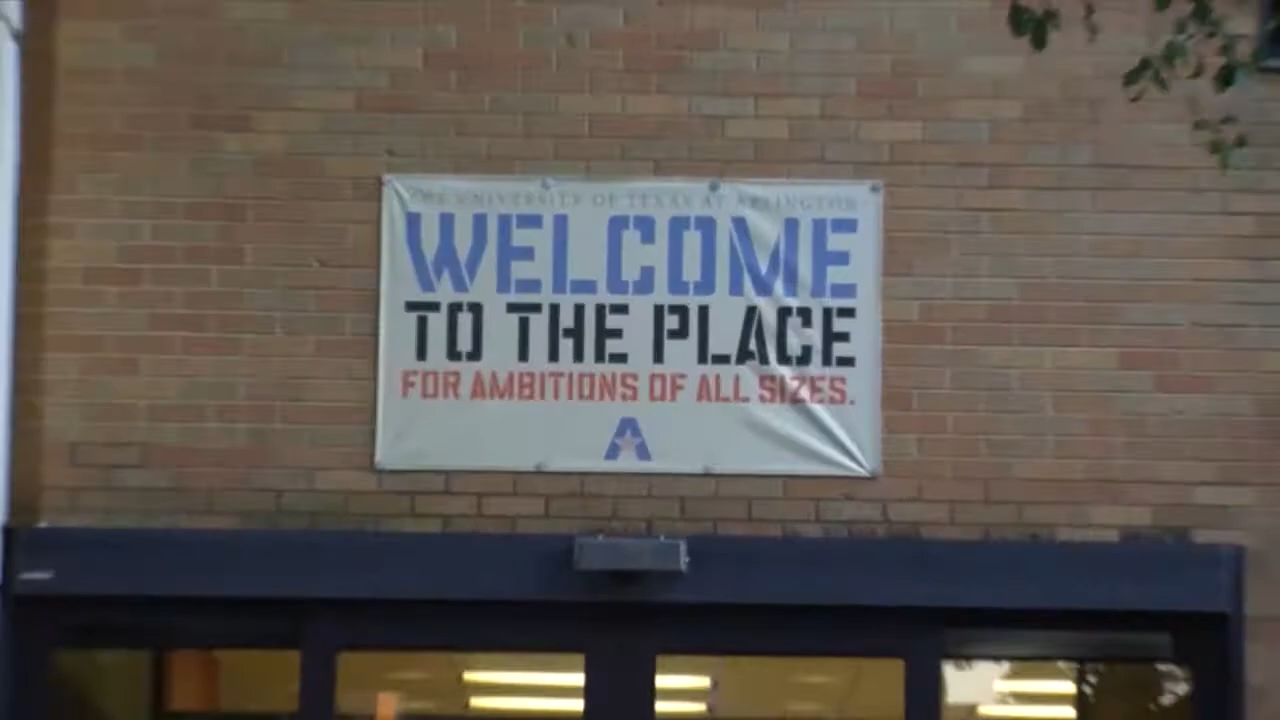 THE UNIVERSITY OF TEXAS AT ARLINGTON
WELCOME
TO THE PLACE
FOR AMBITIONS OF ALL SIZES.
A